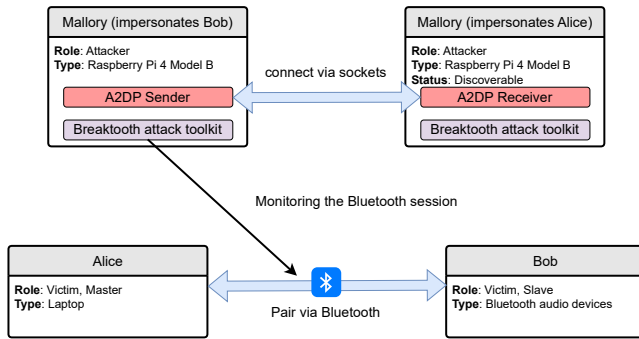 Mallory (impersonates Bob)
Role: Attacker
Type: Raspberry Pi 4 Model B
A2DP Sender
Breaktooth attack toolkit
connect via sockets
Mallory (impersonates Alice)
Role: Attacker
Type: Raspberry Pi 4 Model B
Status: Discoverable
A2DP Receiver
Breaktooth attack toolkit
Monitoring the Bluetooth session
Alice
Role: Victim, Master
Type: Laptop
Pair via Bluetooth
Bob
Role: Victim, Slave
Type: Bluetooth audio devices